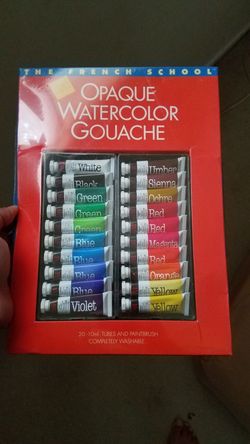 THE FRENCH SCHOOL
OPAQUE
WATERCOLOR
GOUACHE
White
Black
Green
Green
Green
Blue
Blue
Blue
Blue
Violet
Umber
Sienna
Ochre
Red
Red
Magenta
Red
Orange
Yellow
Yellow
20-10ml. TUBES AND PAINTBRUSH
COMPLETELY WASHABLE